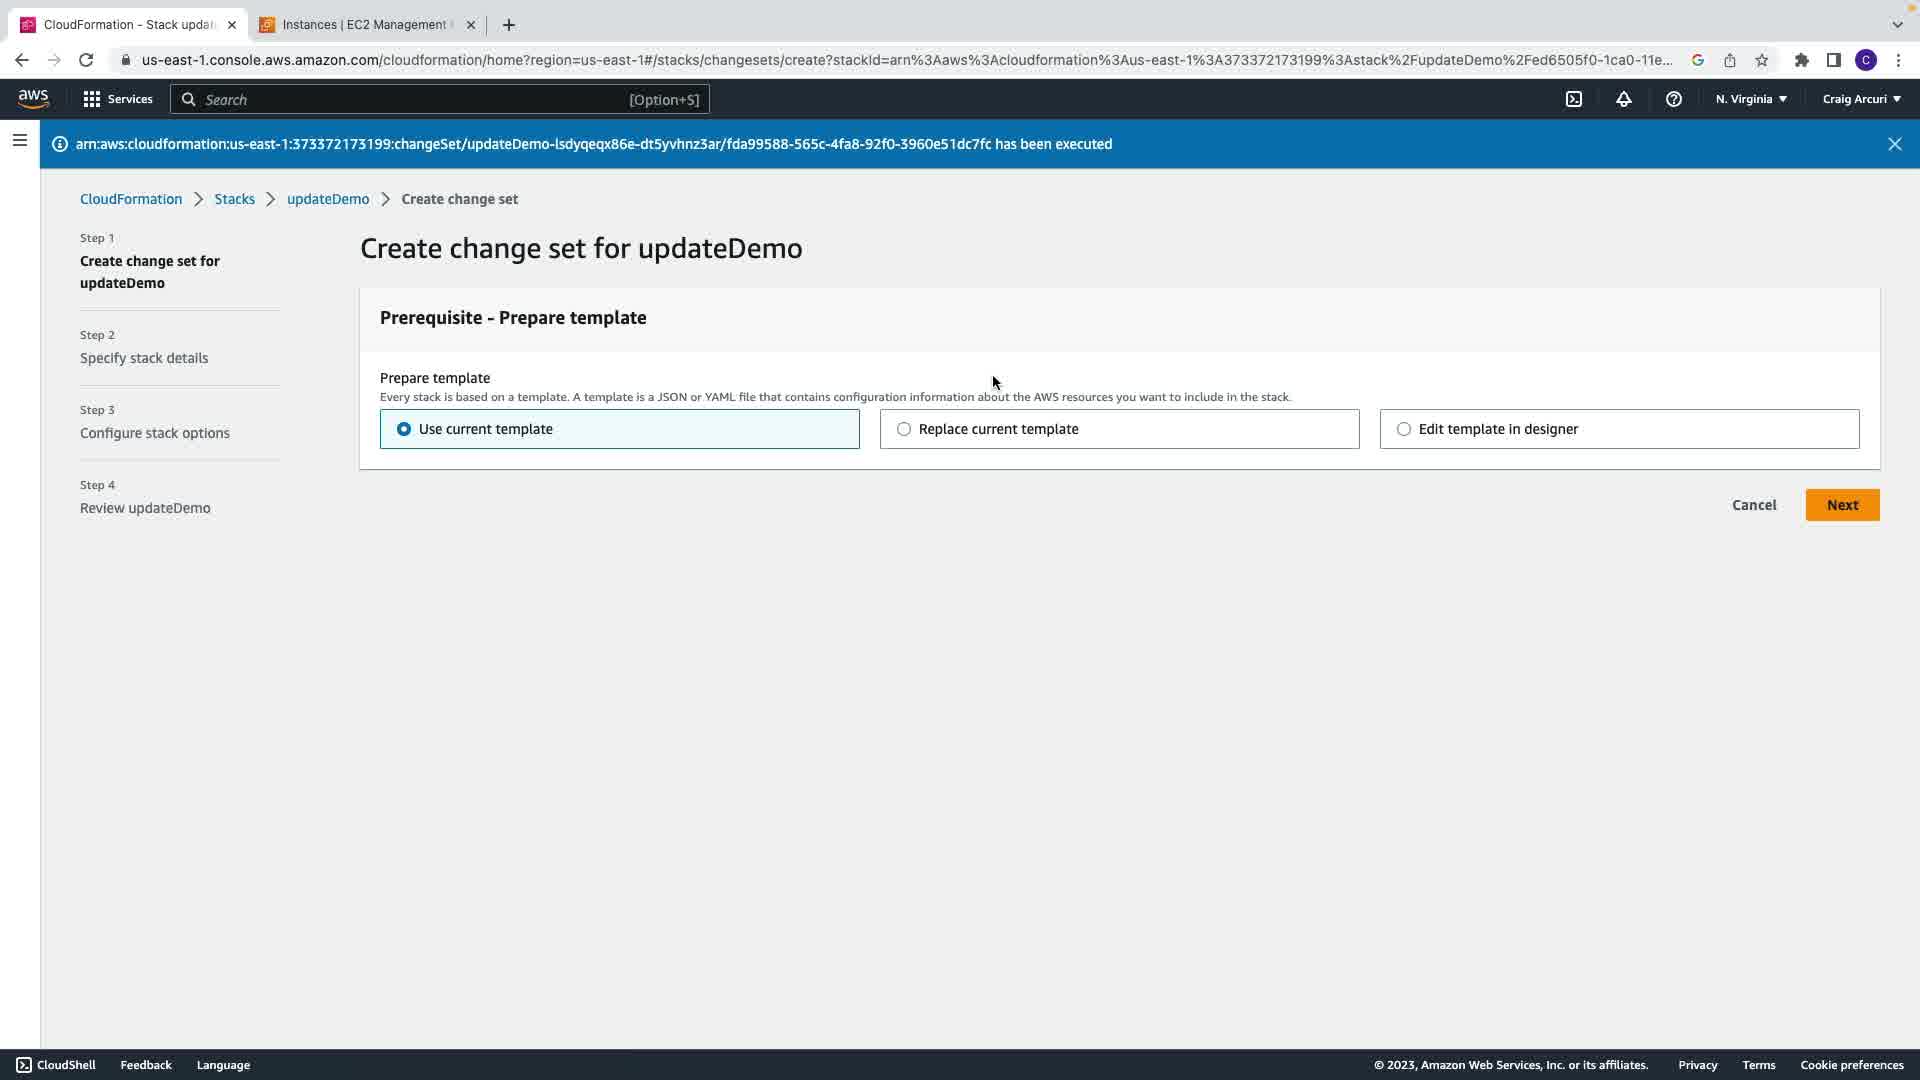 CloudFormation - Stack updat
Instances | EC2 Management
us-east-1.console.aws.amazon.com/cloudformation/home?region=us-east-1#/stacks/changesets/create?stackId=arn%3Aaws%3Acloudformation%3Aus-east-1%3A373372173199%3Astack%2FupdateDemo%2Fed6505f0-1ca0-11e...
C
aws
Services
Search
[Option+S]
N. Virginia
Craig Arcuri
arn:aws:cloudformation:us-east-1:373372173199:changeSet/updateDemo-lsdyqeqx86e-dt5yvhnz3ar/fda99588-565c-4fa8-92f0-3960e51dc7fc has been executed
CloudFormation > Stacks > updateDemo > Create change set
Step 1
Create change set for
updateDemo
Step 2
Specify stack details
Step 3
Configure stack options
Step 4
Review updateDemo
Create change set for updateDemo
Prerequisite - Prepare template
Prepare template
Every stack is based on a template. A template is a JSON or YAML file that contains configuration information about the AWS resources you want to include in the stack.
Use current template
Replace current template
Edit template in designer
Cancel
Next
CloudShell
Feedback
Language
© 2023, Amazon Web Services, Inc. or its affiliates.
Privacy
Terms
Cookie preferences